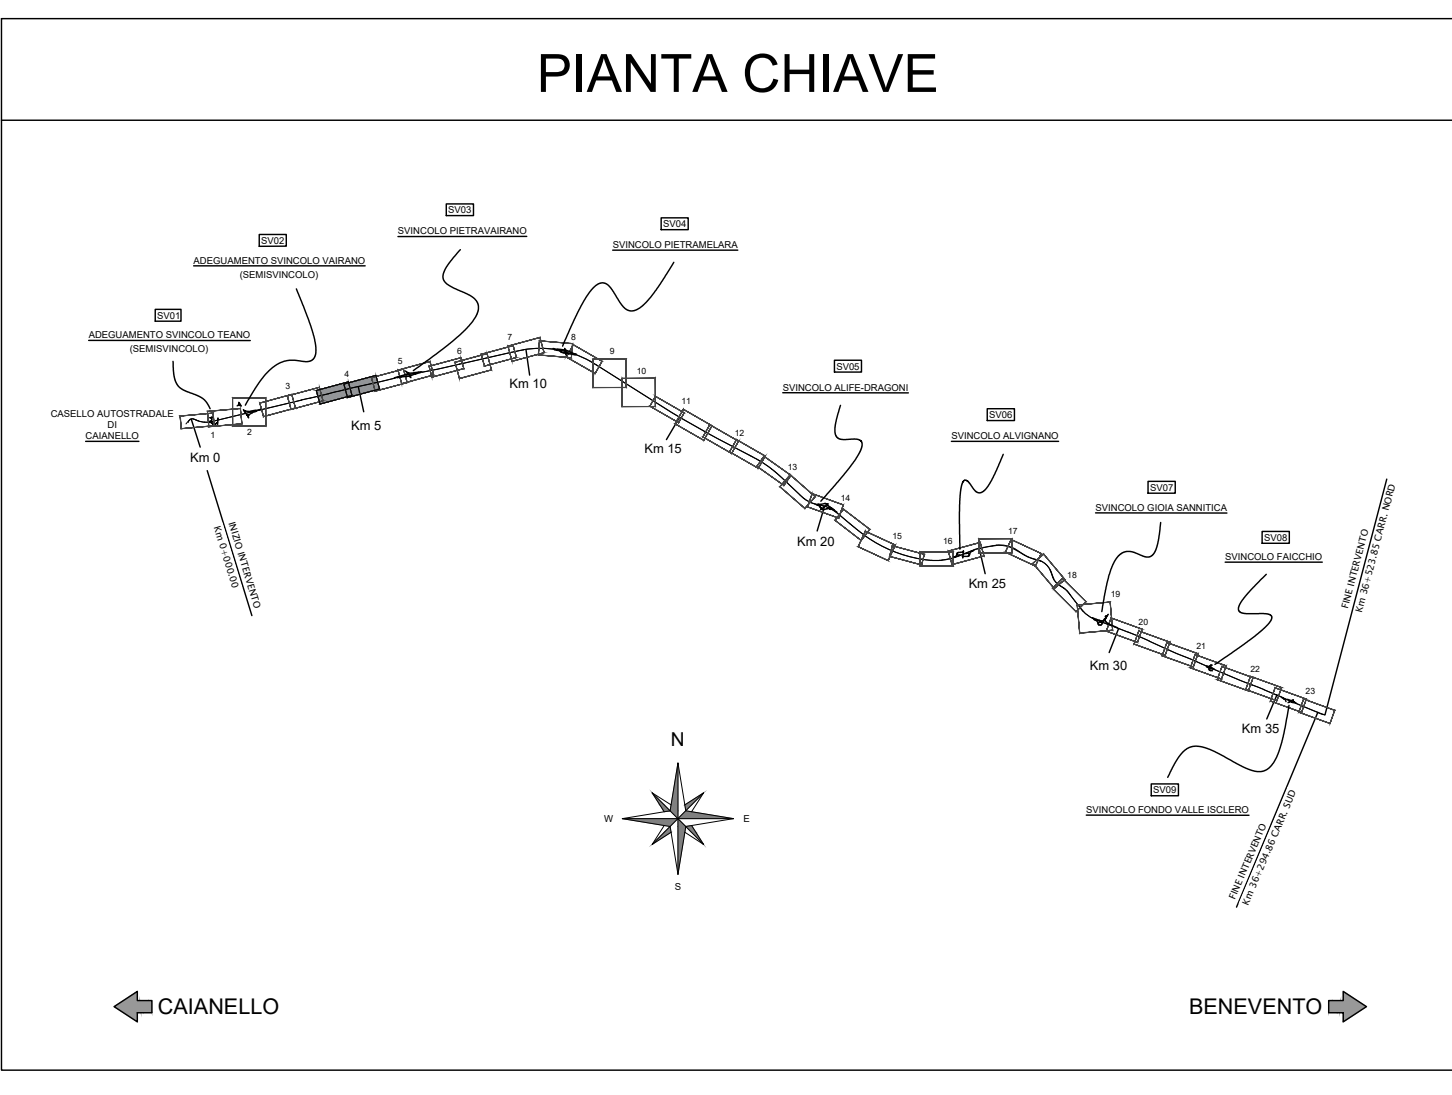 PIANTA CHIAVE
SV03
SVINCOLO PIETRAVAIRANO
SV04
SVINCOLO PIETRAMELARA
SV02
ADEGUAMENTO SVINCOLO VAIRANO
(SEMISVINCOLO)
SV01
ADEGUAMENTO SVINCOLO TEANO
(SEMISVINCOLO)
CASELLO AUTOSTRADALE
DI
CAIANELLO
1
2
3
4
5
6
7
8
9
10
11
12
13
14
15
16
17
18
19
20
21
22
23
Km 0
Km 5
Km 10
Km 15
Km 20
Km 25
Km 30
Km 35
INIZIO INTERVENTO
Km 0+000.00
SV05
SVINCOLO ALIFE-DRAGONI
SV06
SVINCOLO ALVIGNANO
SV07
SVINCOLO GIOIA SANNITICA
SV08
SVINCOLO FAICCHIO
FINE INTERVENTO
Km 36+523.85 CARR. NORD
SV09
SVINCOLO FONDO VALLE ISCLERO
FINE INTERVENTO
Km 36+294.86 CARR. SUD
N
W
E
S
CAIANELLO
BENEVENTO